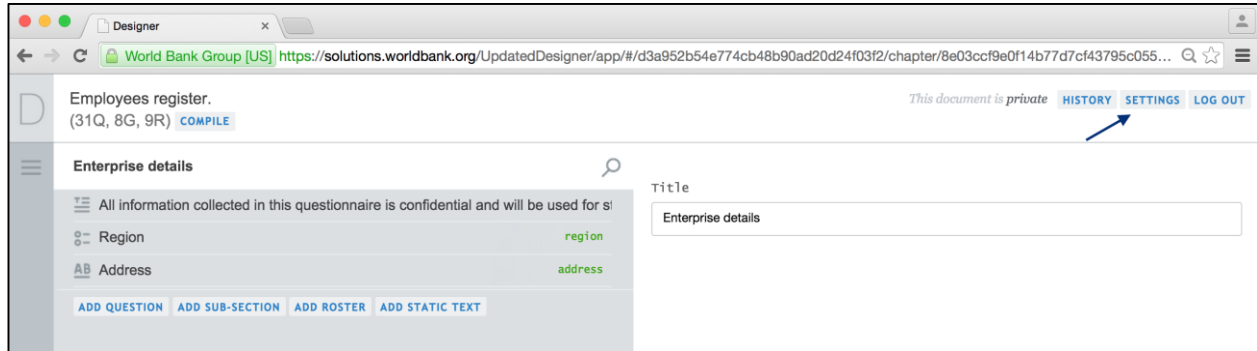 Designer
World Bank Group [US] https://solutions.worldbank.org/UpdatedDesigner/app/#/d3a952b54e774cb48b90ad20d24f03f2/chapter/8e03ccf9e0f14b77d7cf43795c055...
D
Employees register.
This document is private HISTORY SETTINGS LOG OUT
(31Q, 8G, 9R) COMPILE
Enterprise details
Title
All information collected in this questionnaire is confidential and will be used for st
Enterprise details
Region region
AB Address address
ADD QUESTION ADD SUB-SECTION ADD ROSTER ADD STATIC TEXT